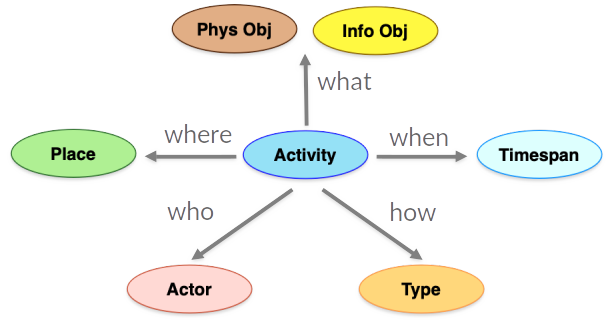 Phys Obj
Info Obj
what
where
when
Place
Activity
Timespan
who
how
Actor
Type